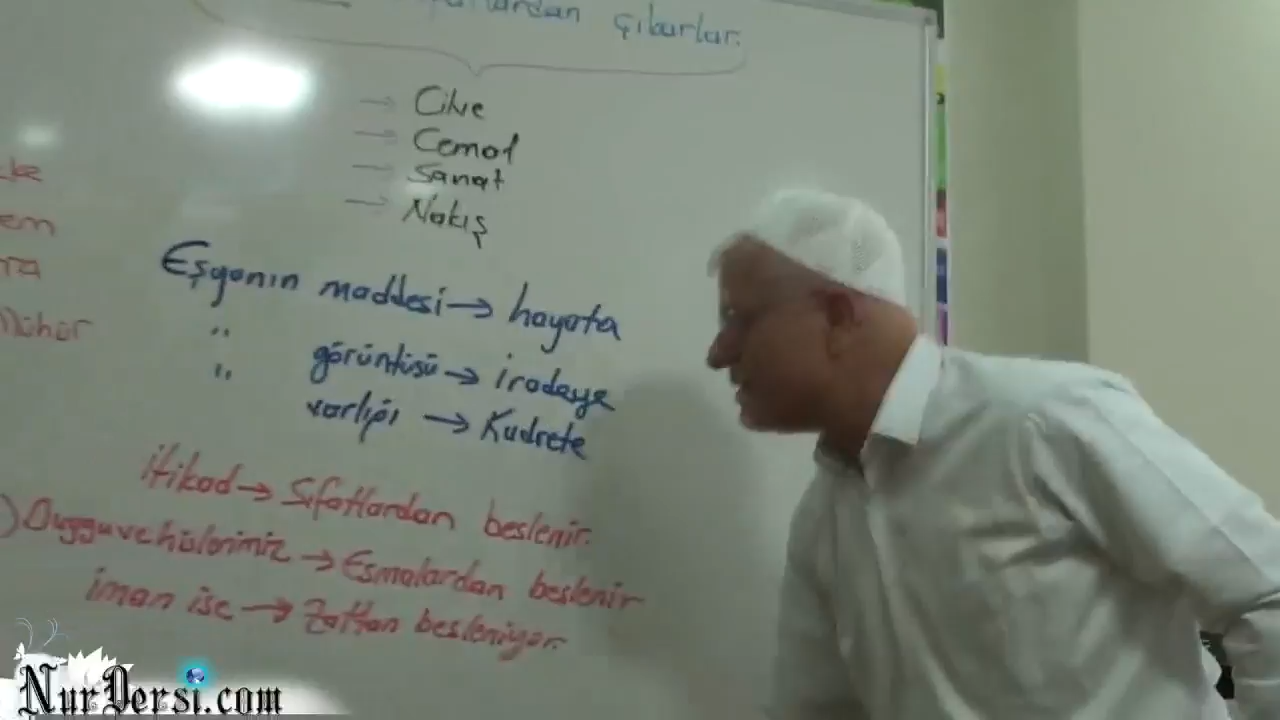 çıkarlar.
→ Cilve
→ Cemal
→ Sanat
→ Nakış
Mühür
Eşyanın maddesi → hayata
" görüntüsü → iradeye
" varlığı → Kudrete
itikad → Sıfatlardan beslenir.
) Duygu ve hislerimiz → Esmalardan beslenir
iman ise → Zattan besleniyor.
NurDersi.com